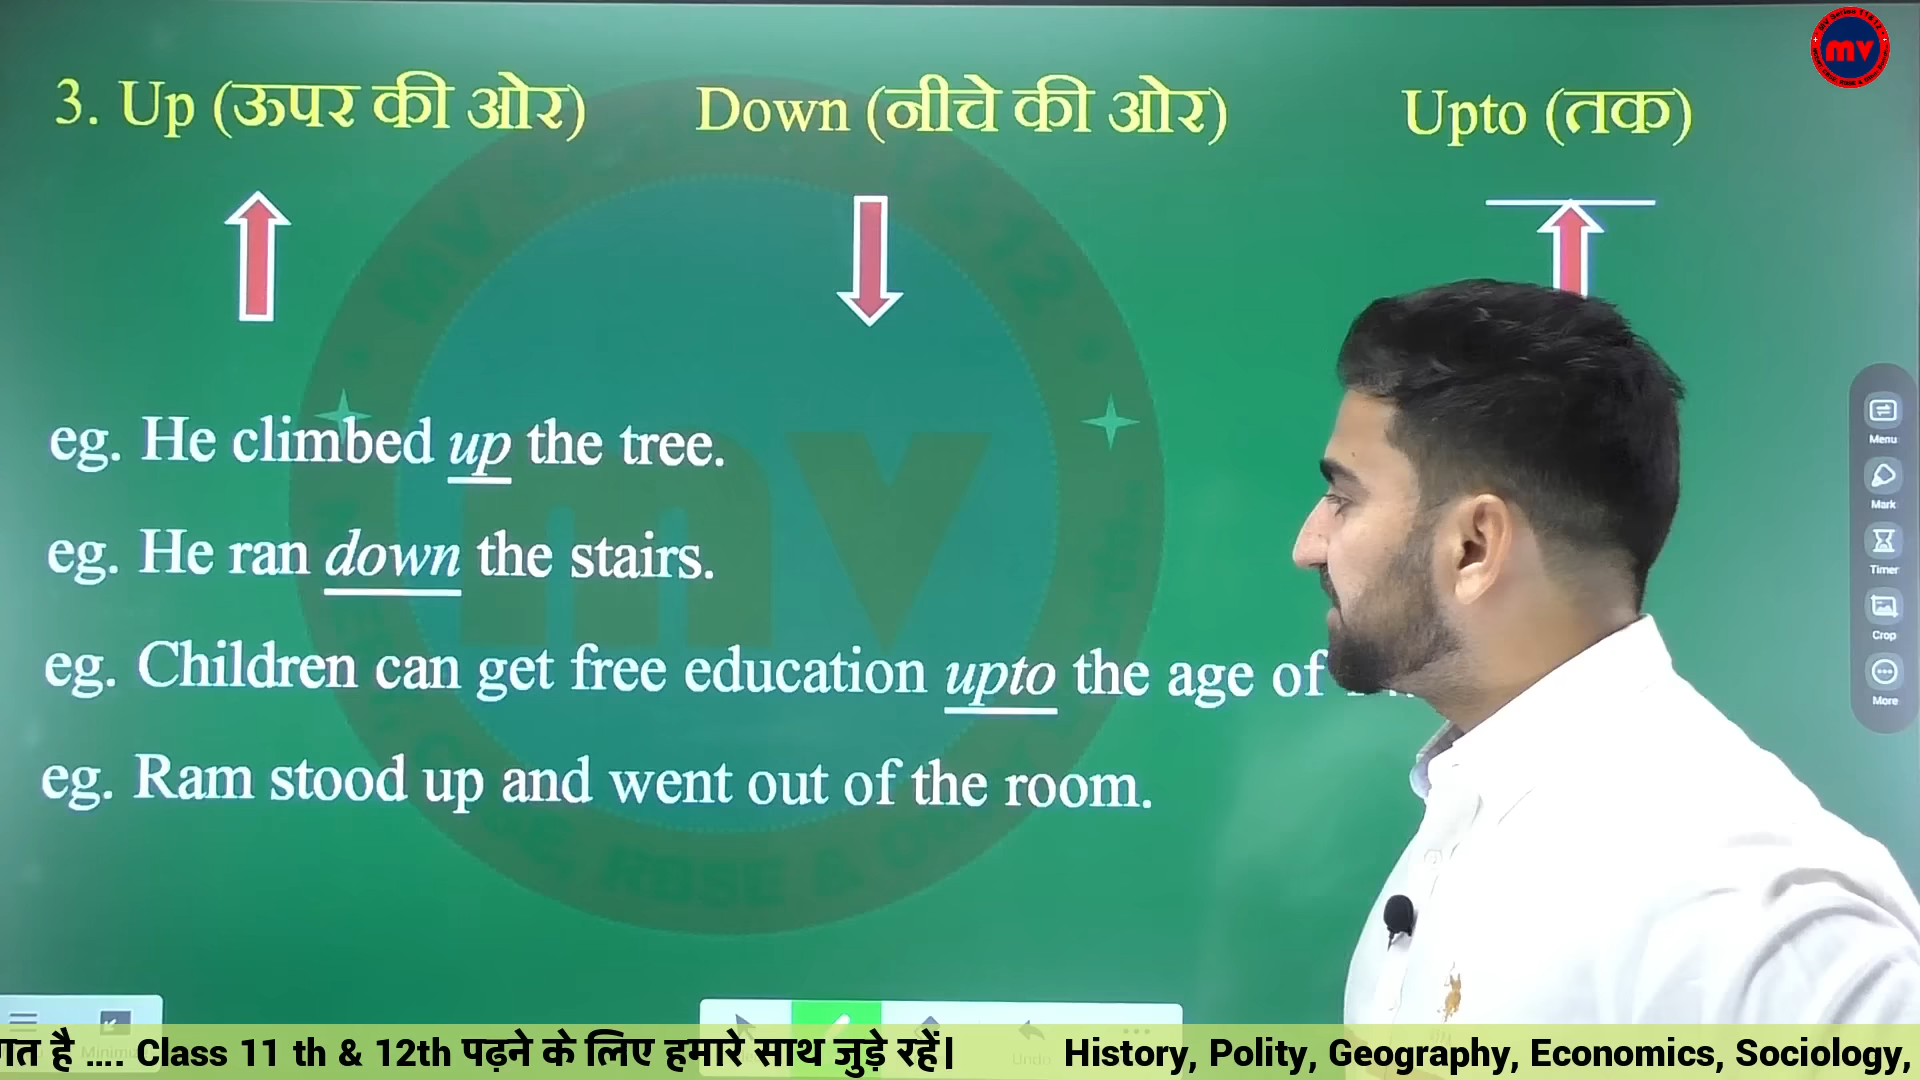 3. Up (ऊपर की ओर) Down (नीचे की ओर) Upto (तक)
eg. He climbed up the tree.
eg. He ran down the stairs.
eg. Children can get free education upto the age of
eg. Ram stood up and went out of the room.
mv
Menu
Mark
Timer
Crop
More
है .... Class 11 th & 12th पढ़ने के लिए हमारे साथ जुड़े रहें। History, Polity, Geography, Economics, Sociology,